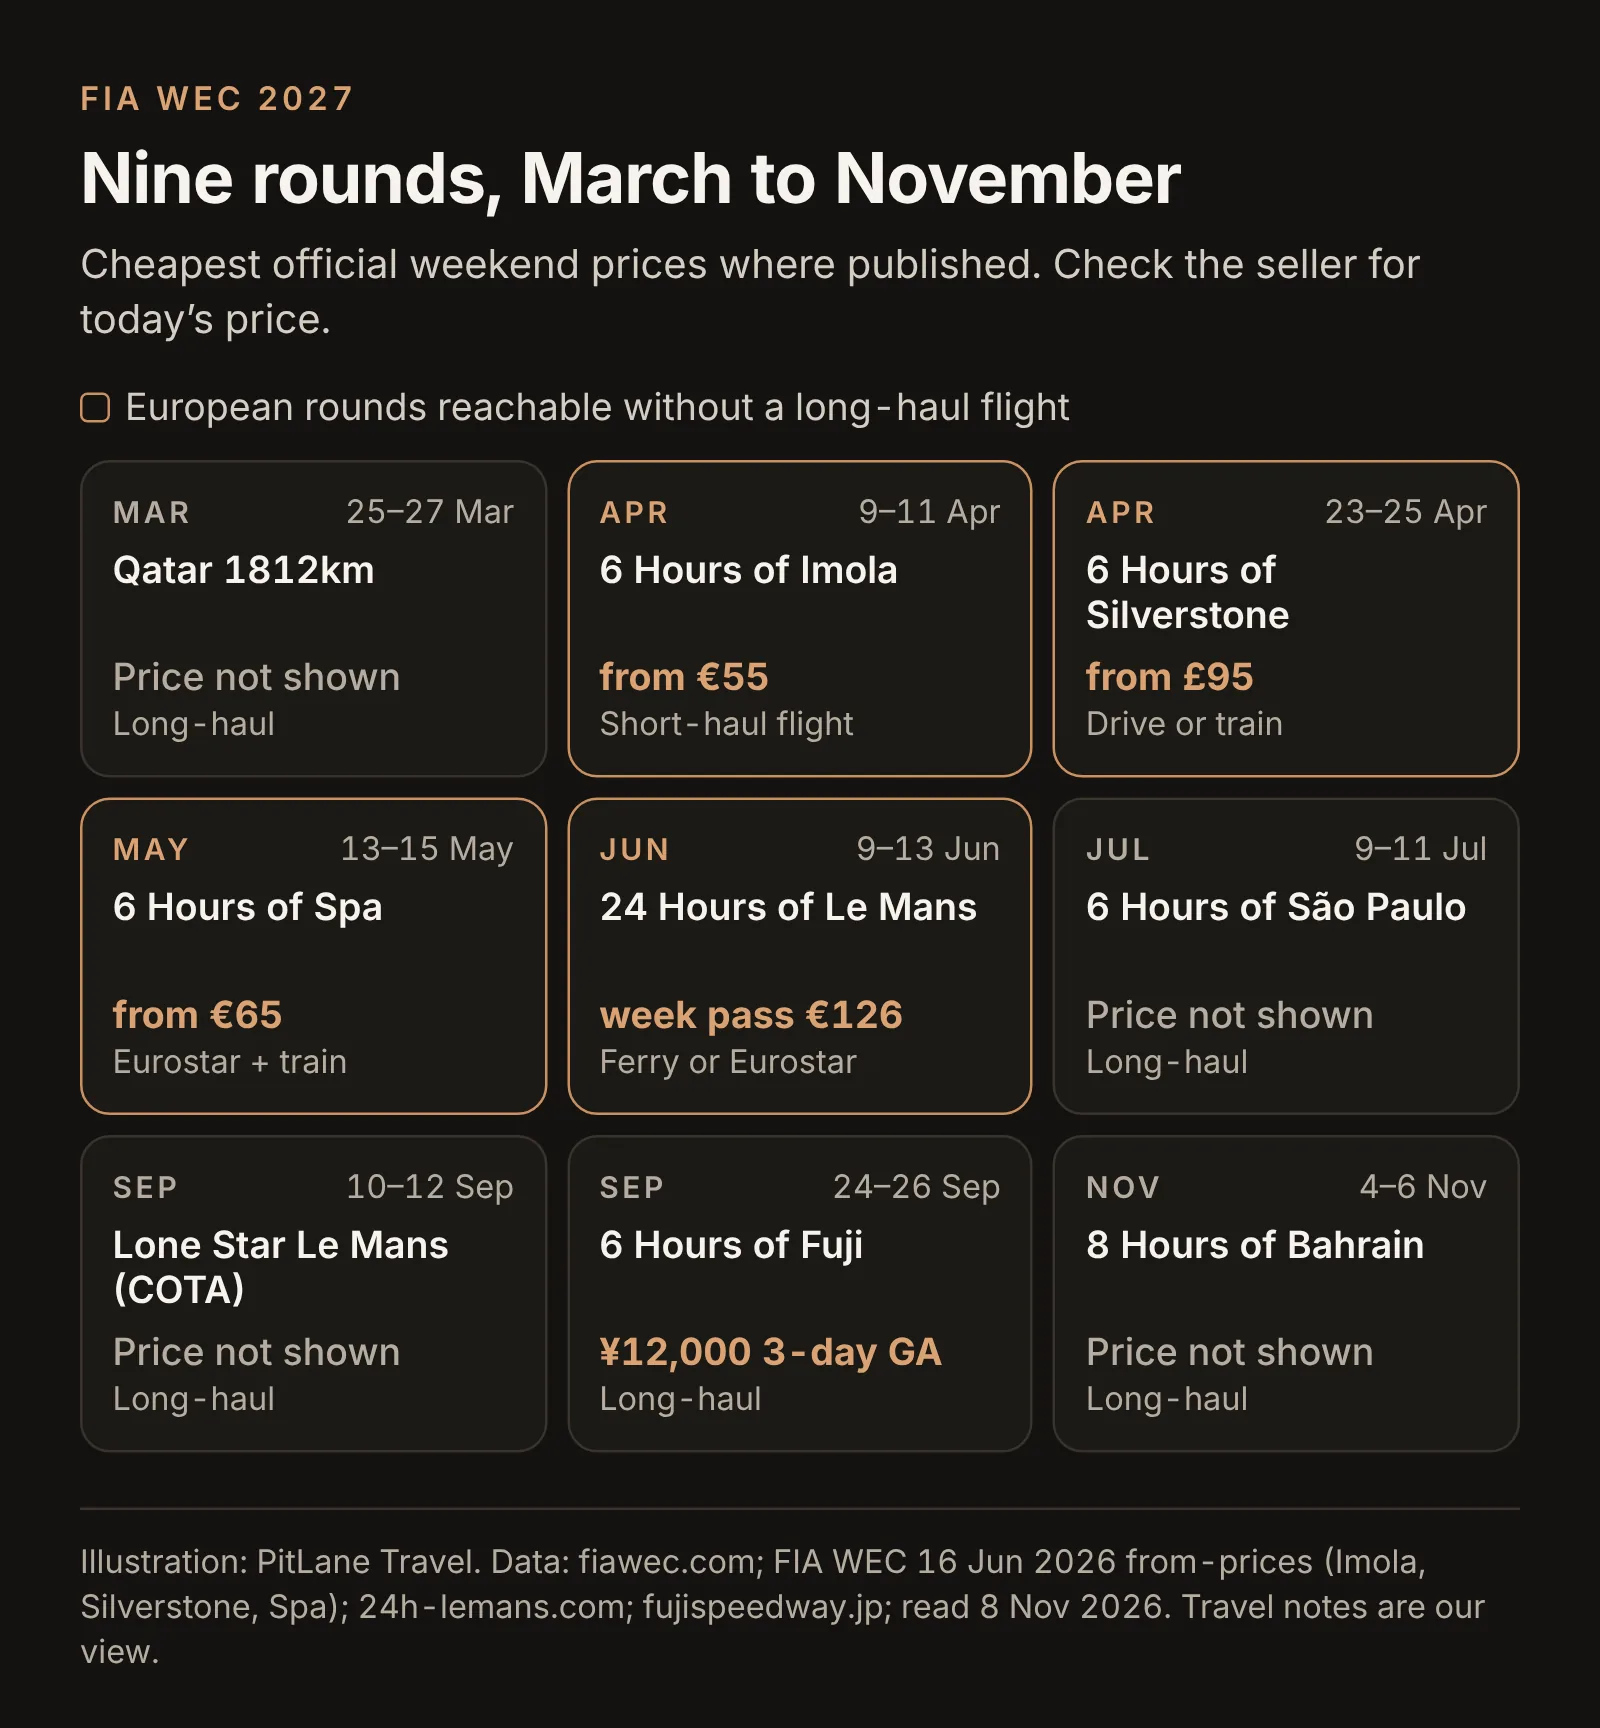 FIA WEC 2027
Nine rounds, March to November
Cheapest official weekend prices where published. Check the seller for
today’s price.
European rounds reachable without a long-haul flight
MAR 25–27 Mar
Qatar 1812km
Price not shown
Long-haul
APR 9–11 Apr
6 Hours of Imola
from €55
Short-haul flight
APR 23–25 Apr
6 Hours of
Silverstone
from £95
Drive or train
MAY 13–15 May
6 Hours of Spa
from €65
Eurostar + train
JUN 9–13 Jun
24 Hours of Le Mans
week pass €126
Ferry or Eurostar
JUL 9–11 Jul
6 Hours of São Paulo
Price not shown
Long-haul
SEP 10–12 Sep
Lone Star Le Mans
(COTA)
Price not shown
Long-haul
SEP 24–26 Sep
6 Hours of Fuji
¥12,000 3-day GA
Long-haul
NOV 4–6 Nov
8 Hours of Bahrain
Price not shown
Long-haul
Illustration: PitLane Travel. Data: fiawec.com; FIA WEC 16 Jun 2026 from-prices (Imola,
Silverstone, Spa); 24h-lemans.com; fujispeedway.jp; read 8 Nov 2026. Travel notes are our
view.